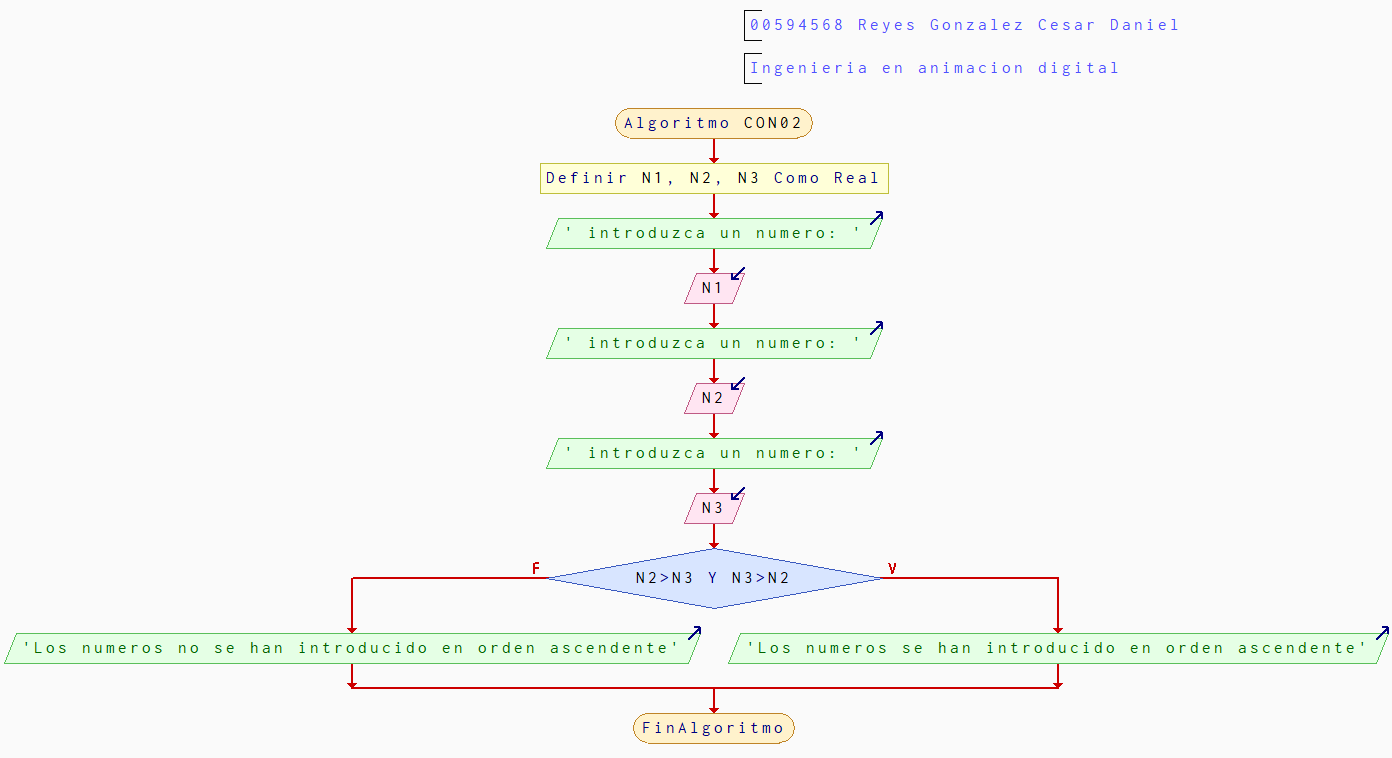 00594568 Reyes Gonzalez Cesar Daniel
Ingenieria en animacion digital
Algoritmo CON02
Definir N1, N2, N3 Como Real
' introduzca un numero: '
N1
' introduzca un numero: '
N2
' introduzca un numero: '
N3
F
V
N2>N3 Y N3>N2
'Los numeros no se han introducido en orden ascendente'
'Los numeros se han introducido en orden ascendente'
FinAlgoritmo